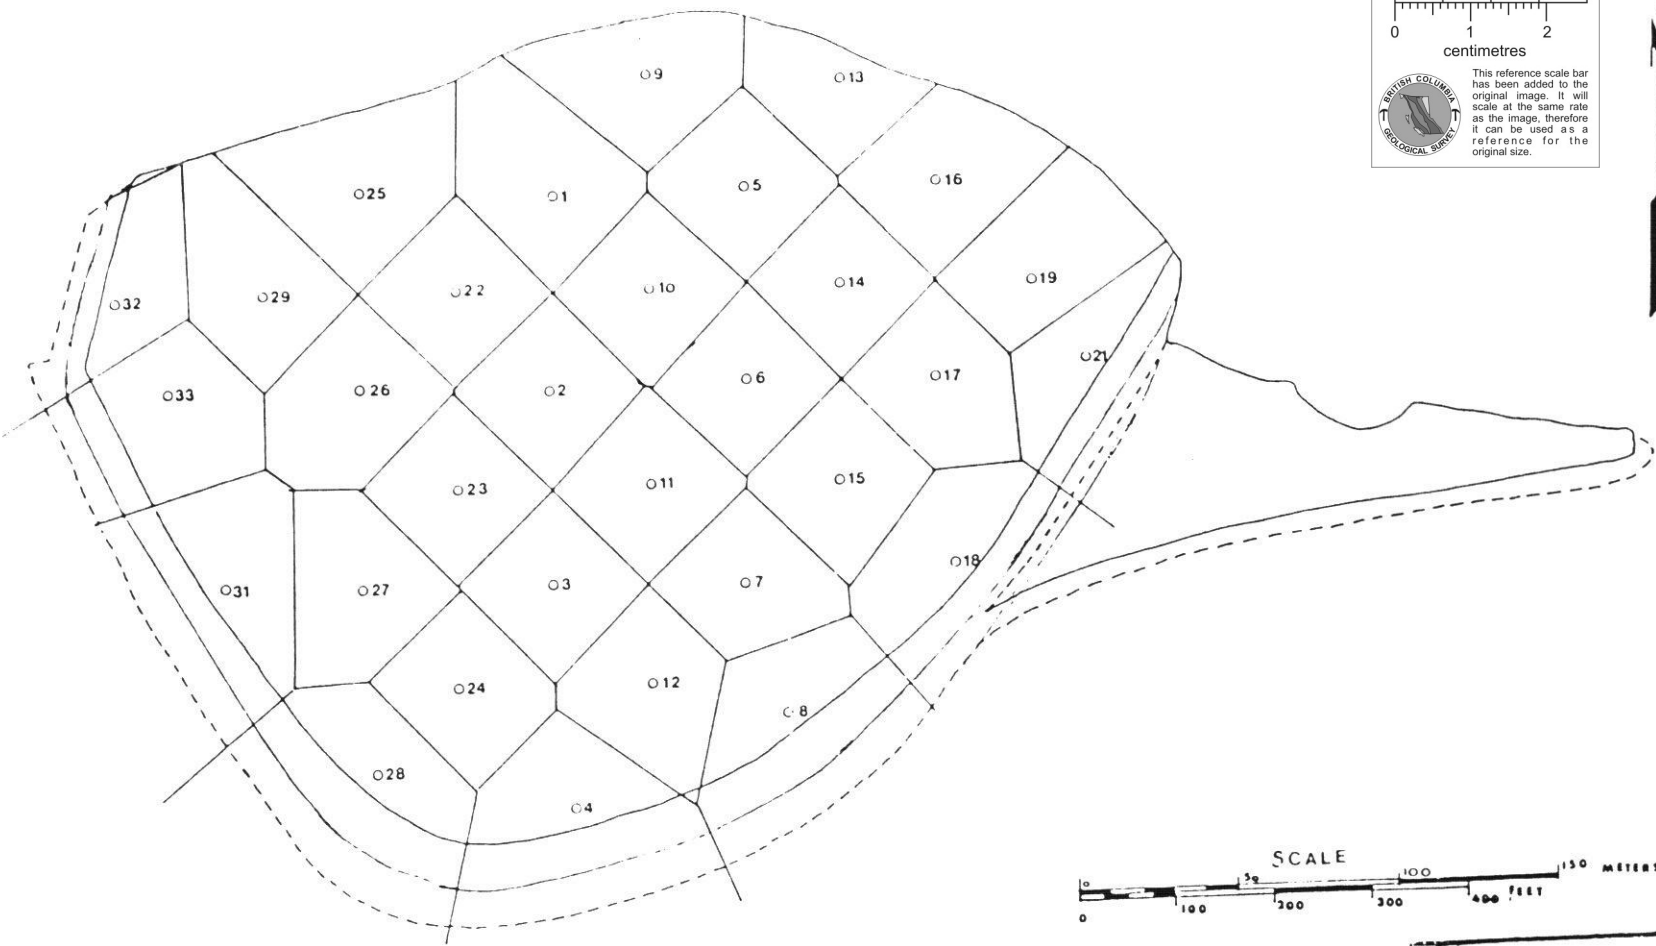 0 1 2
centimetres
BRITISH COLUMBIA
GEOLOGICAL SURVEY
This reference scale bar
has been added to the
original image. It will
scale at the same rate
as the image, therefore
it can be used as a
reference for the
original size.
9
13
25
1
5
16
32
29
22
10
14
19
33
26
2
6
17
21
23
11
15
31
27
3
7
18
24
12
8
28
4
SCALE
0 50 100 150 METERS
0 100 200 300 400 FEET